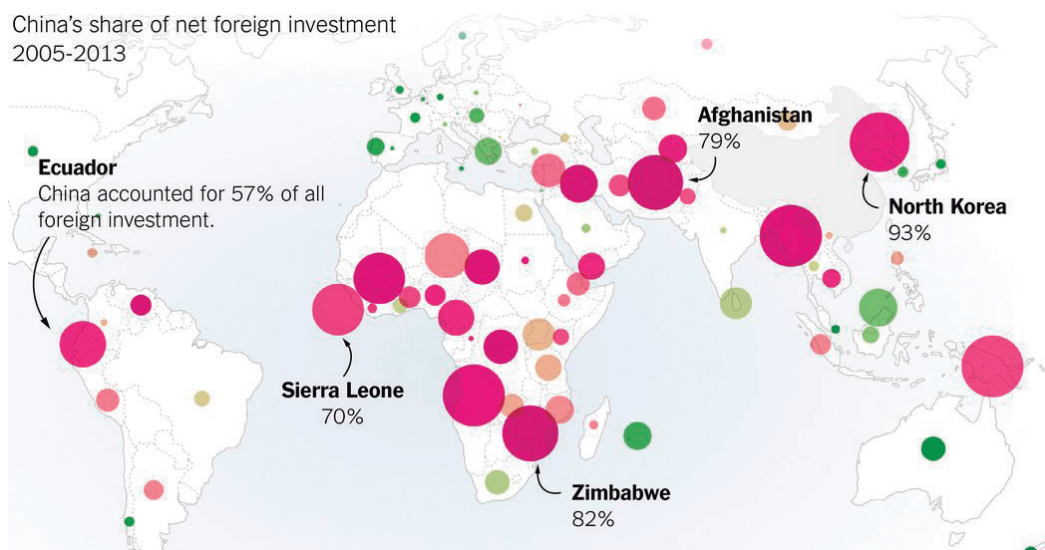 China's share of net foreign investment
2005-2013
Afghanistan
79%
Ecuador
China accounted for 57% of all
foreign investment.
North Korea
93%
Sierra Leone
70%
Zimbabwe
82%